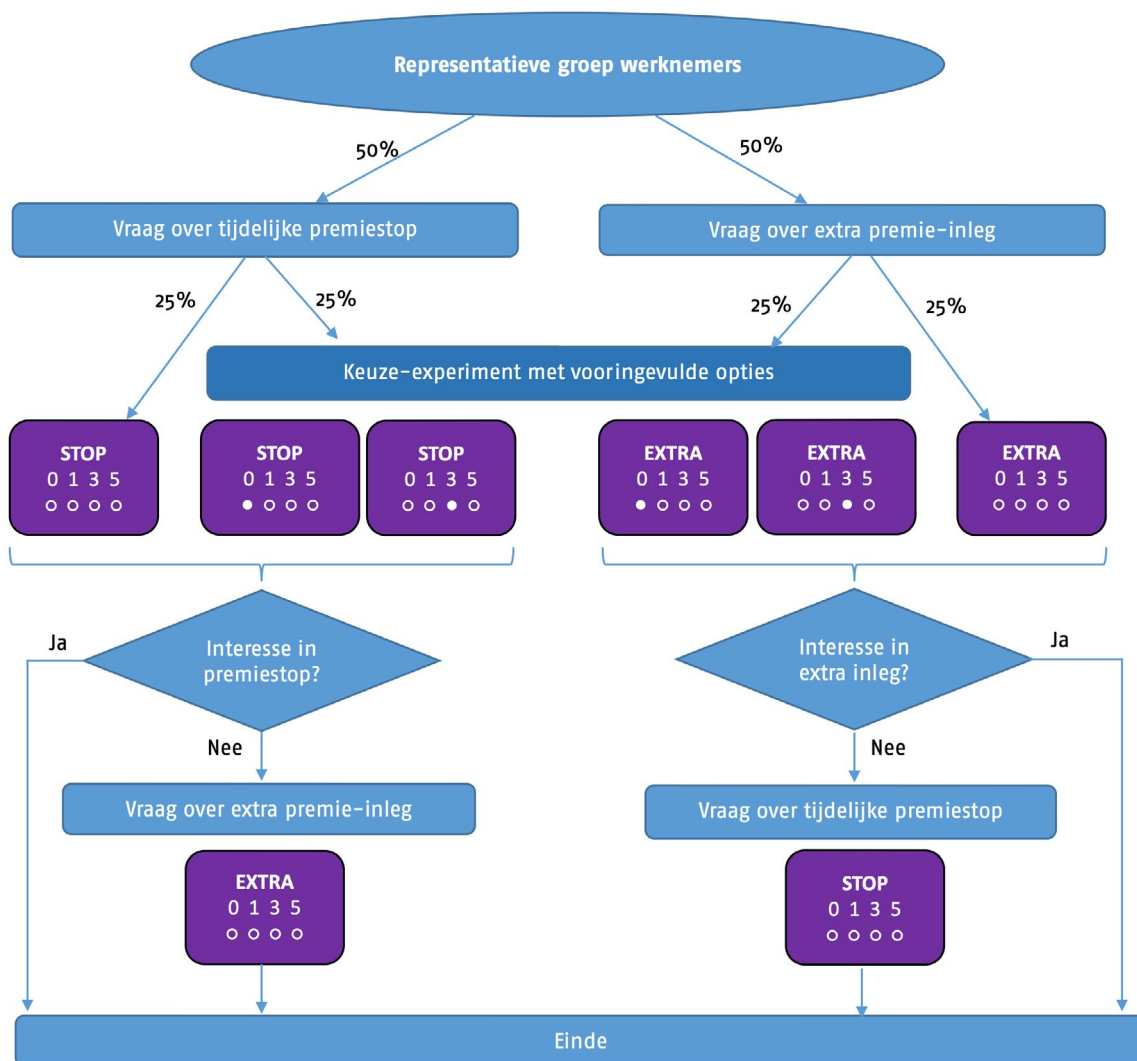 Representatieve groep werknemers
50%
50%
Vraag over tijdelijke premiestop
Vraag over extra premie-inleg
25%
25%
25%
25%
Keuze-experiment met vooringevulde opties
STOP
0 1 3 5
STOP
0 1 3 5
STOP
0 1 3 5
EXTRA
0 1 3 5
EXTRA
0 1 3 5
EXTRA
0 1 3 5
Ja
Interesse in
premiestop?
Interesse in
extra inleg?
Ja
Nee
Nee
Vraag over extra premie-inleg
Vraag over tijdelijke premiestop
EXTRA
0 1 3 5
STOP
0 1 3 5
Einde